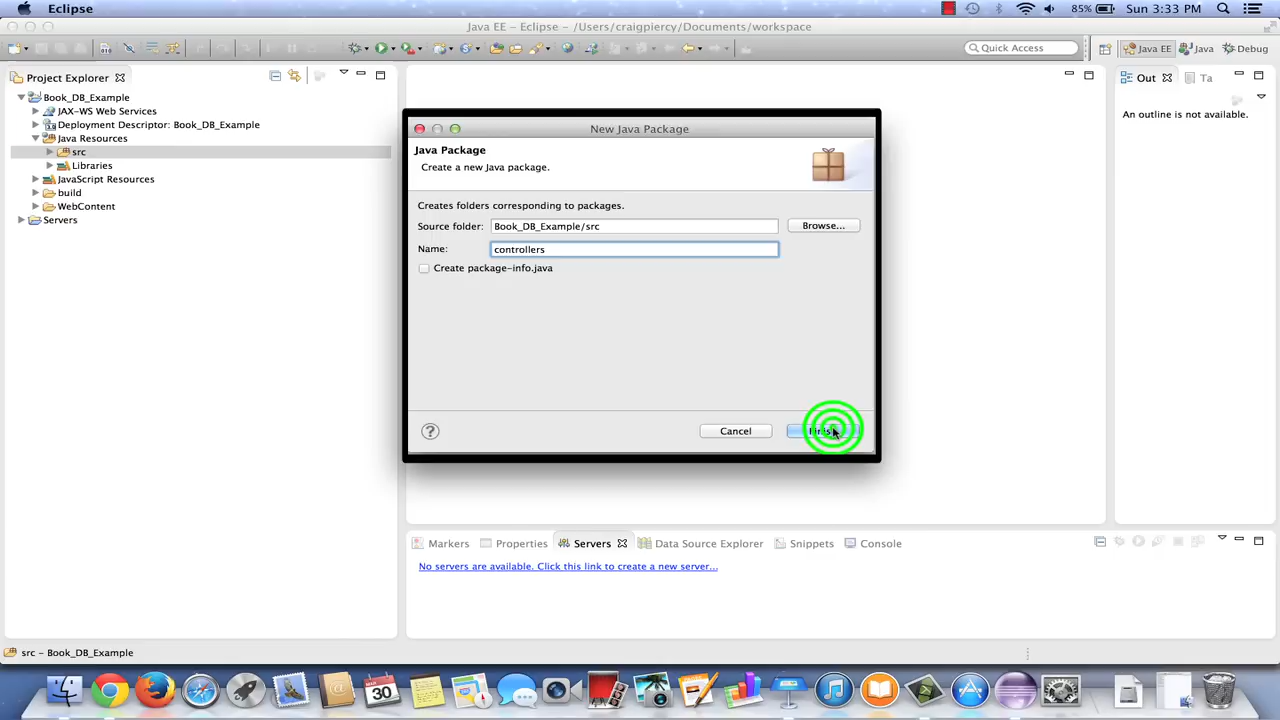 Eclipse
85%
Sun 3:33 PM
Java EE – Eclipse – /Users/craigpiercy/Documents/workspace
Quick Access
Java EE
Java
Debug
Project Explorer
Out
Ta
Book_DB_Example
JAX-WS Web Services
Deployment Descriptor: Book_DB_Example
Java Resources
src
Libraries
JavaScript Resources
build
WebContent
Servers
An outline is not available.
New Java Package
Java Package
Create a new Java package.
Creates folders corresponding to packages.
Source folder:
Book_DB_Example/src
Browse...
Name:
controllers
Create package-info.java
?
Cancel
Finish
Markers
Properties
Servers
Data Source Explorer
Snippets
Console
No servers are available. Click this link to create a new server...
src – Book_DB_Example
30